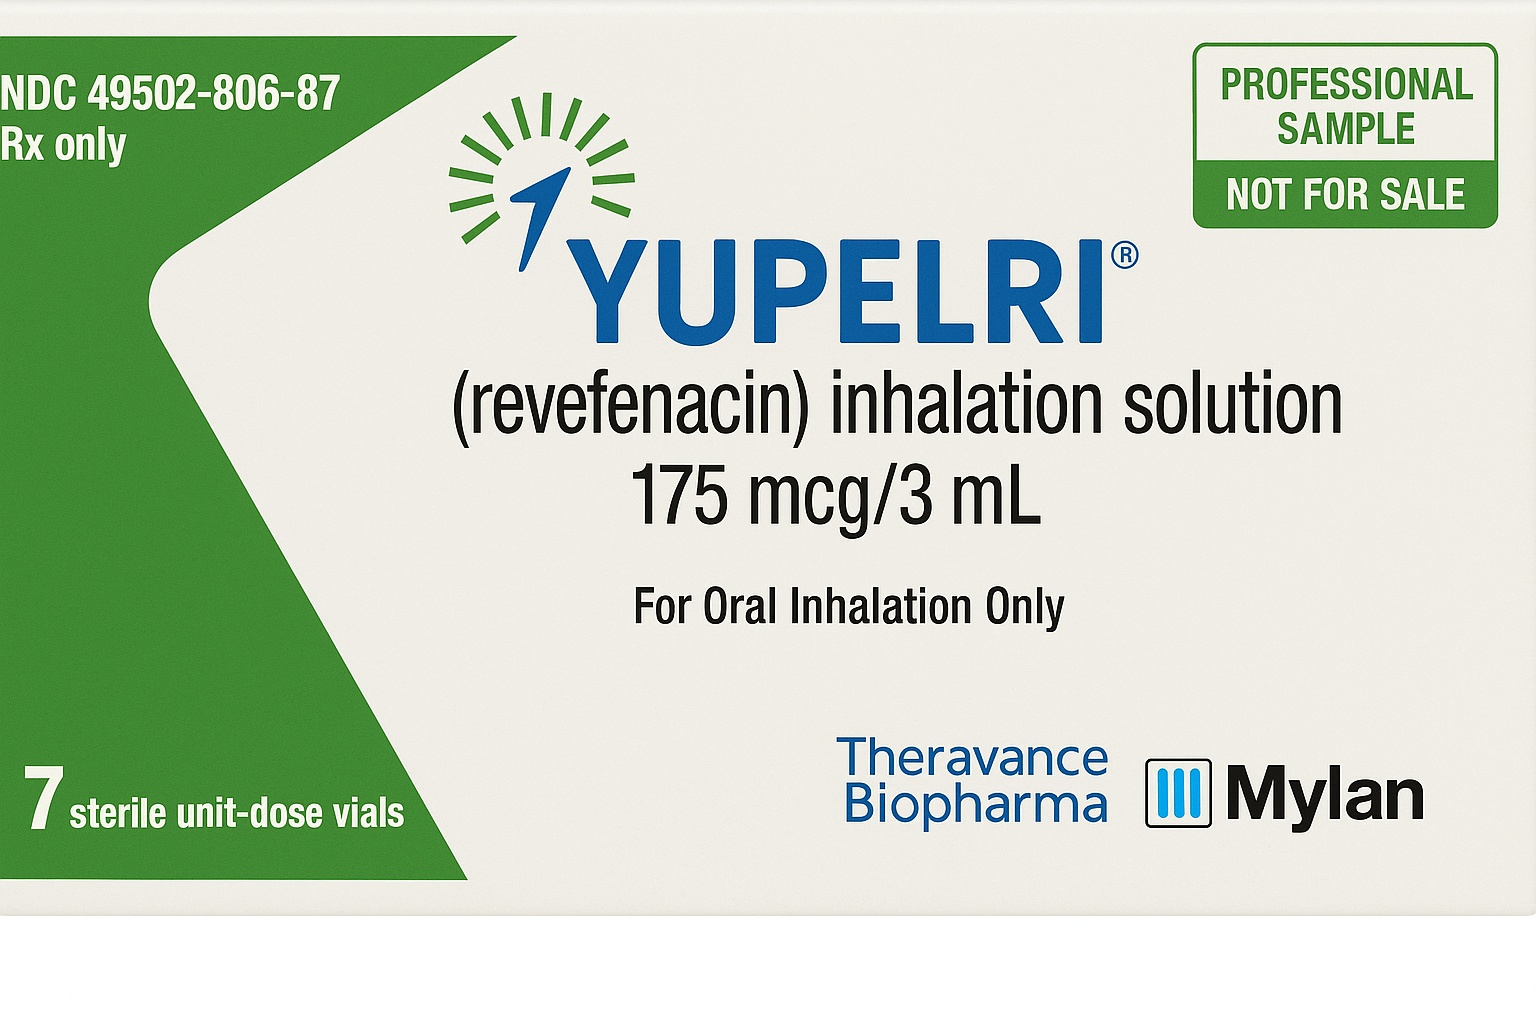 NDC 49502-806-87
Rx only
PROFESSIONAL
SAMPLE
NOT FOR SALE
YUPELRI®
(revefenacin) inhalation solution
175 mcg/3 mL
For Oral Inhalation Only
7 sterile unit-dose vials
Theravance
Biopharma
Mylan